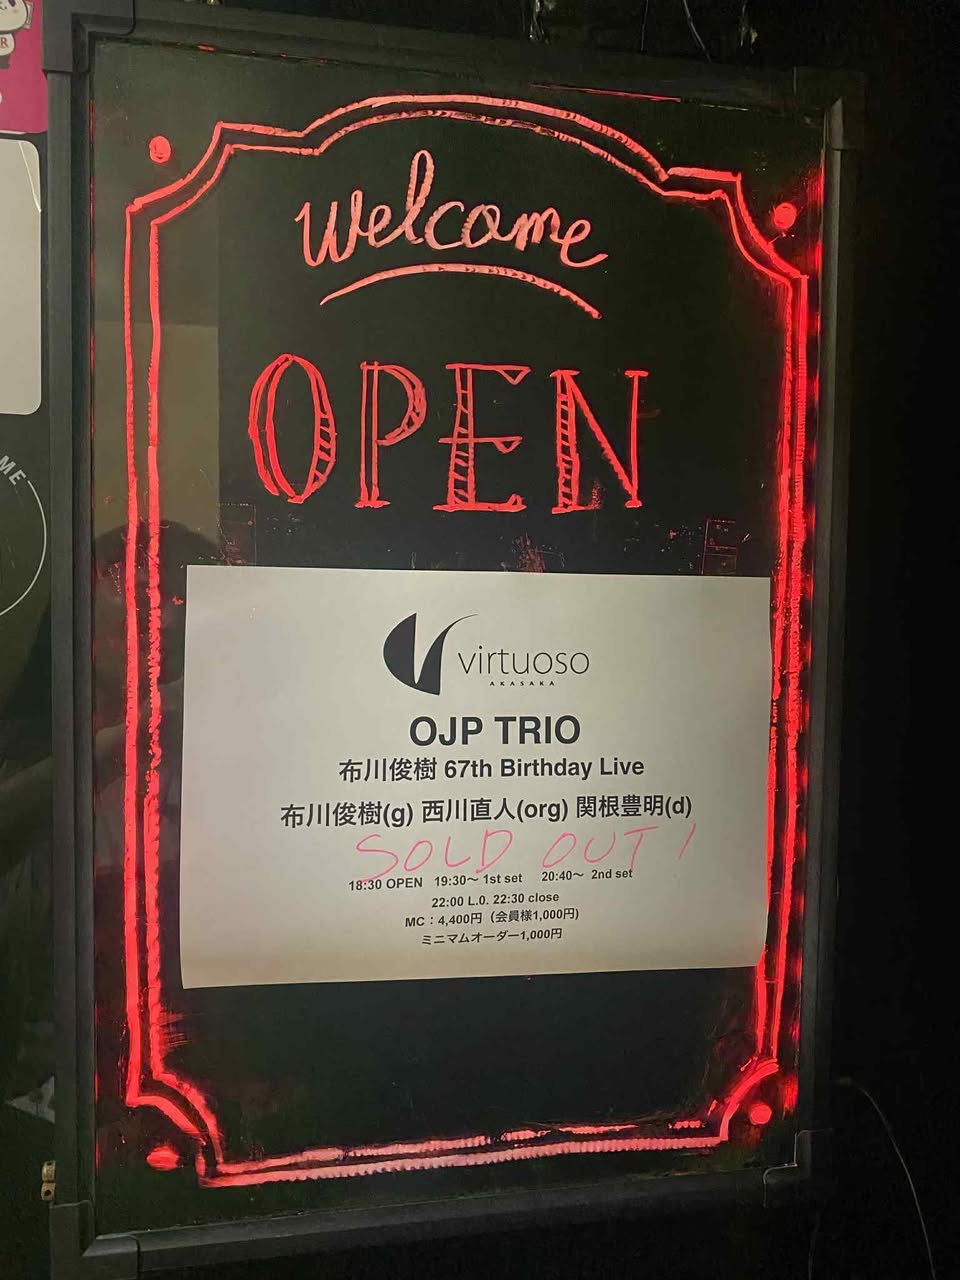 B
ME
welcome
OPEN
virtuoso
AKASAKA
OJP TRIO
布川俊樹 67th Birthday Live
布川俊樹(g) 西川直人(org) 関根豊明(d)
SOLD OUT!
18:30 OPEN 19:30〜 1st set 20:40〜 2nd set
22:00 L.O. 22:30 close
MC：4,400円（会員様1,000円）
ミニマムオーダー1,000円